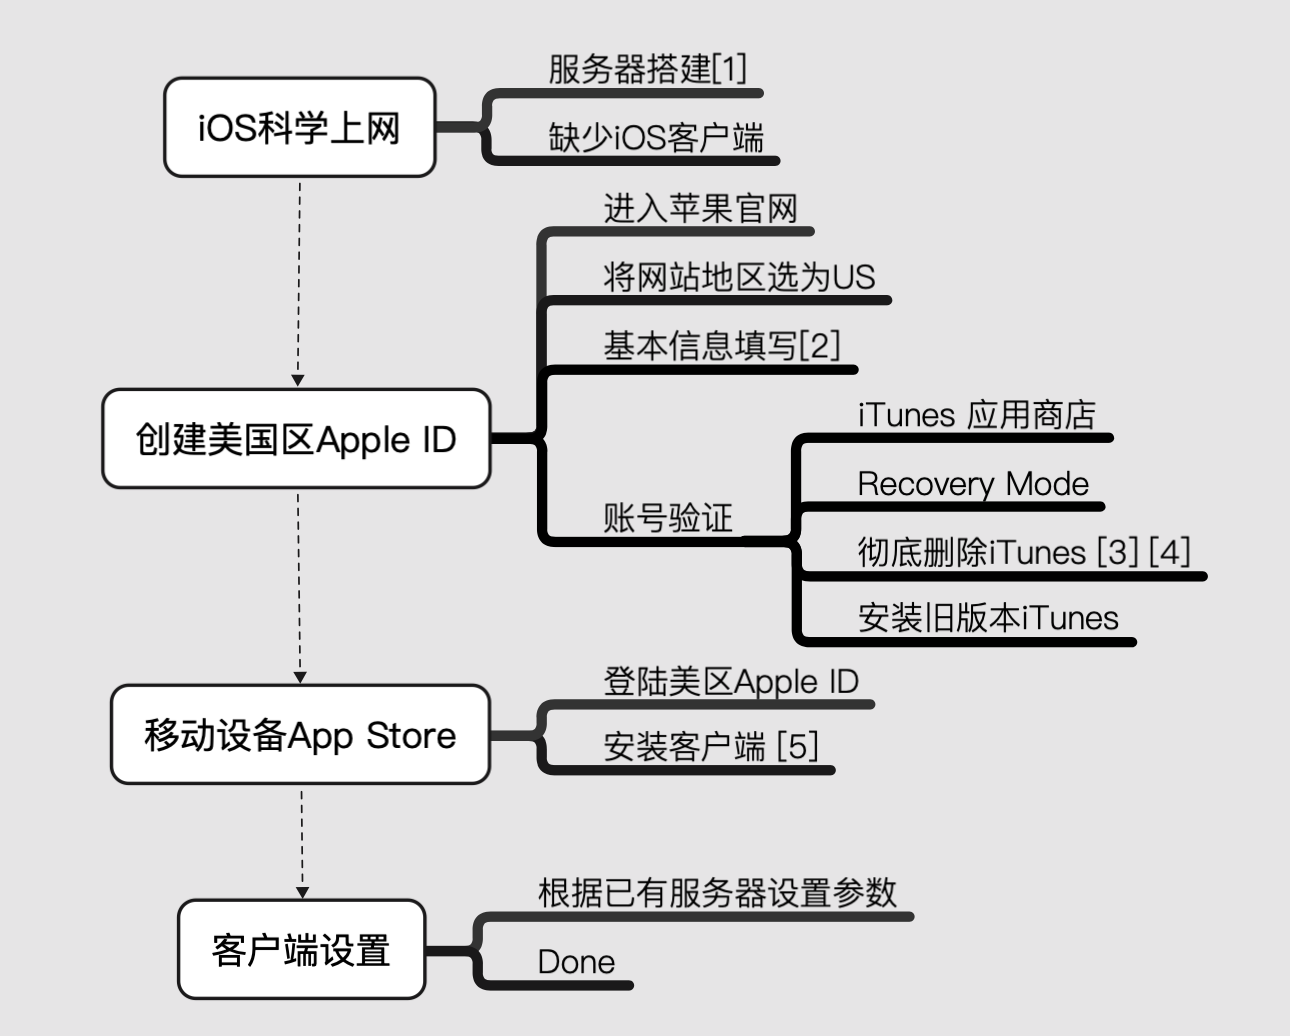 iOS科学上网
服务器搭建[1]
缺少iOS客户端
创建美国区Apple ID
进入苹果官网
将网站地区选为US
基本信息填写[2]
账号验证
iTunes 应用商店
Recovery Mode
彻底删除iTunes [3] [4]
安装旧版本iTunes
移动设备App Store
登陆美区Apple ID
安装客户端 [5]
客户端设置
根据已有服务器设置参数
Done